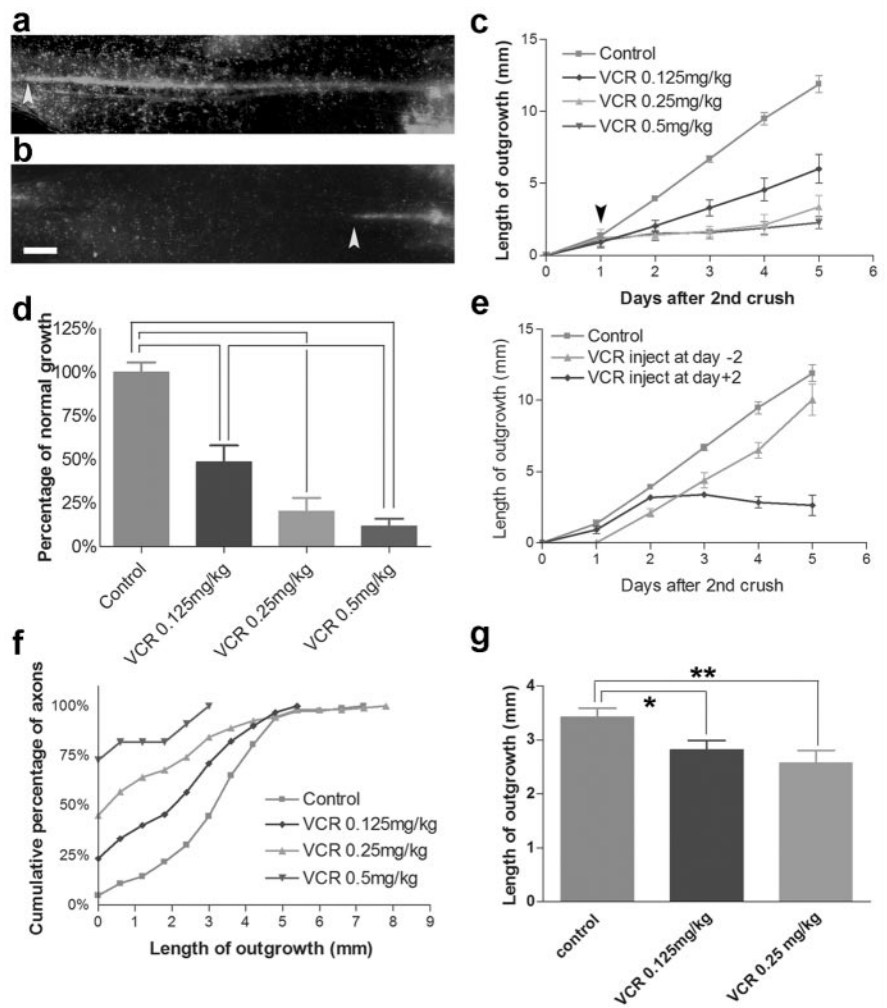 a
b
c
15
10
5
0
Length of outgrowth (mm)
Control
VCR 0.125mg/kg
VCR 0.25mg/kg
VCR 0.5mg/kg
0 1 2 3 4 5 6
Days after 2nd crush
d
125%
100%
75%
50%
25%
0%
Percentage of normal growth
Control
VCR 0.125mg/kg
VCR 0.25mg/kg
VCR 0.5mg/kg
e
15
10
5
0
Length of outgrowth (mm)
Control
VCR inject at day -2
VCR inject at day+2
0 1 2 3 4 5 6
Days after 2nd crush
f
100%
75%
50%
25%
0%
Cumulative percentage of axons
Control
VCR 0.125mg/kg
VCR 0.25mg/kg
VCR 0.5mg/kg
0 1 2 3 4 5 6 7 8 9
Length of outgrowth (mm)
g
4
3
2
1
0
Length of outgrowth (mm)
**
*
control
VCR 0.125mg/kg
VCR 0.25 mg/kg